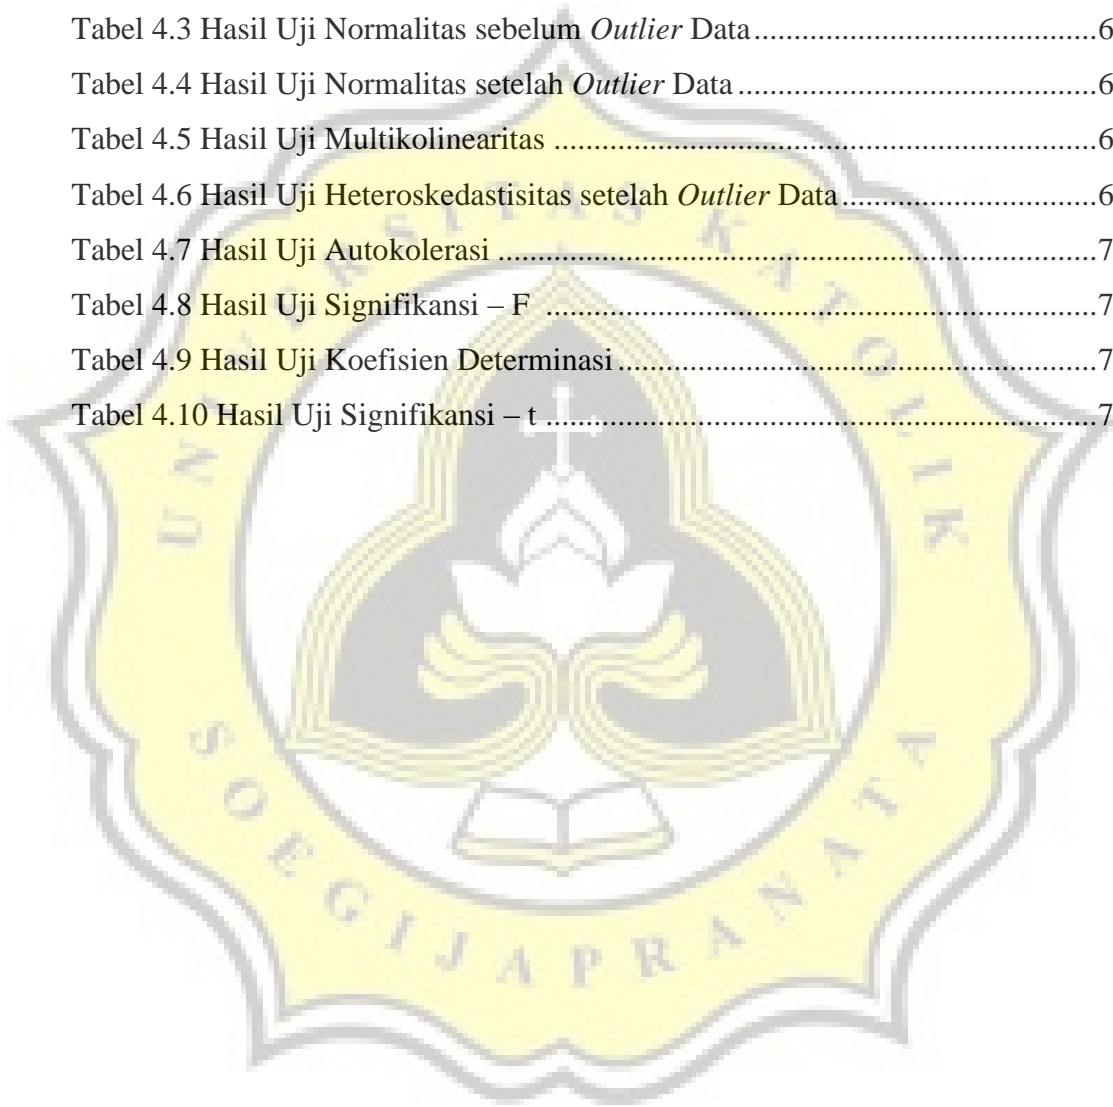 Tabel 4.3 Hasil Uji Normalitas sebelum Outlier Data...........................................6
Tabel 4.4 Hasil Uji Normalitas setelah Outlier Data.............................................6
Tabel 4.5 Hasil Uji Multikolinearitas ....................................................................6
Tabel 4.6 Hasil Uji Heteroskedastisitas setelah Outlier Data................................6
Tabel 4.7 Hasil Uji Autokolerasi ...........................................................................7
Tabel 4.8 Hasil Uji Signifikansi – F .....................................................................7
Tabel 4.9 Hasil Uji Koefisien Determinasi............................................................7
Tabel 4.10 Hasil Uji Signifikansi – t .....................................................................7
UNIVERSITAS KATOLIK
SOEGIJAPRANATA